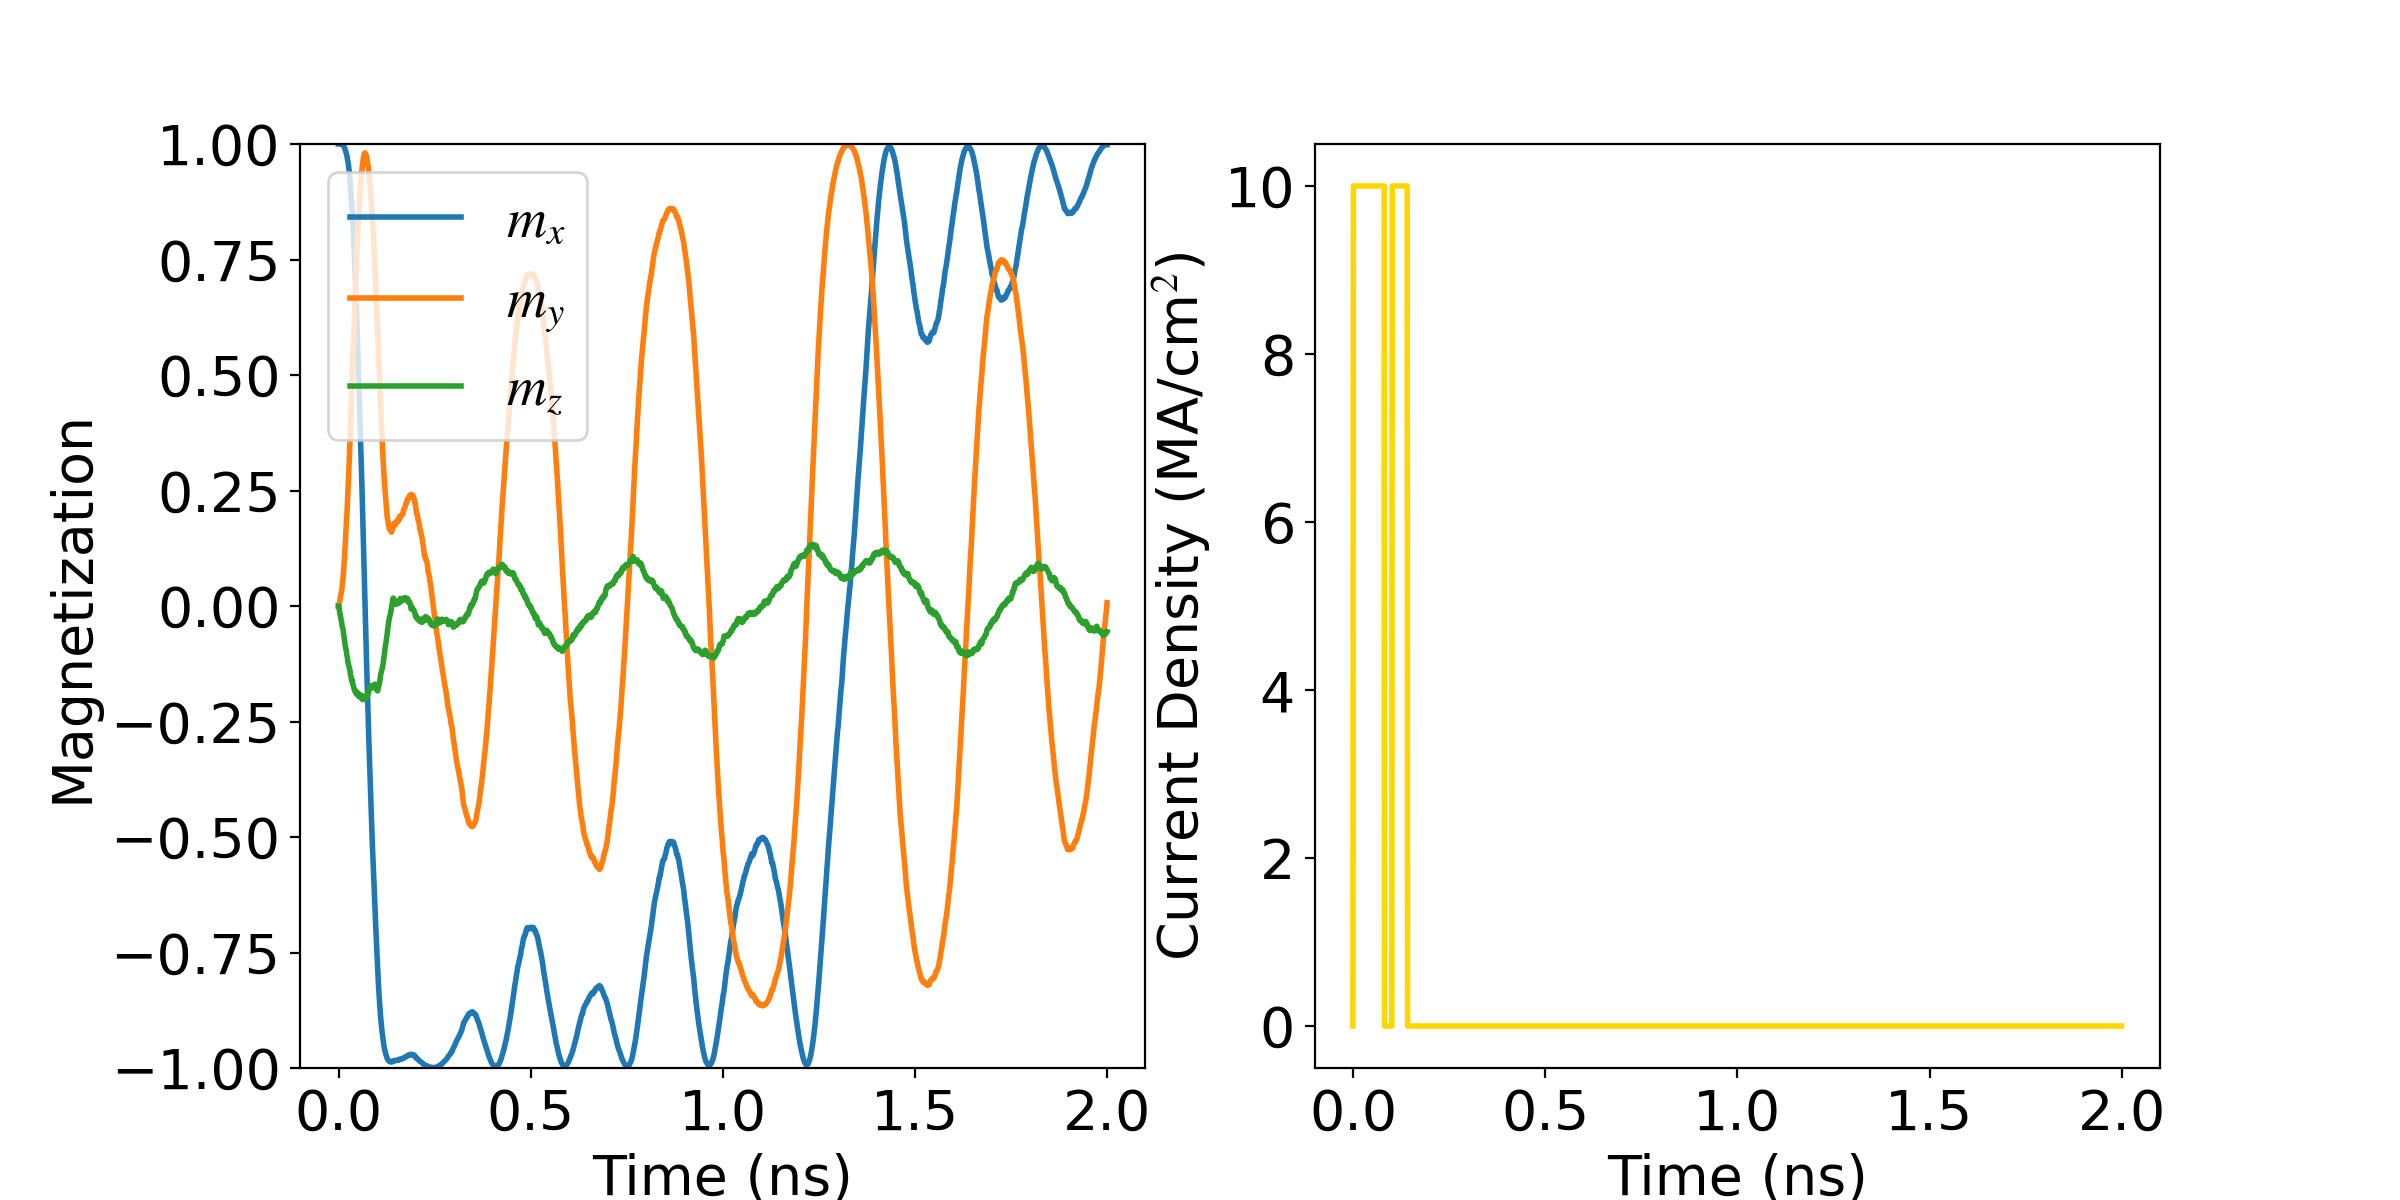 Magnetization
1.00
0.75
0.50
0.25
0.00
−0.25
−0.50
−0.75
−1.00
m_x
m_y
m_z
0.0 0.5 1.0 1.5 2.0
Time (ns)
Current Density (MA/cm²)
10
8
6
4
2
0
0.0 0.5 1.0 1.5 2.0
Time (ns)